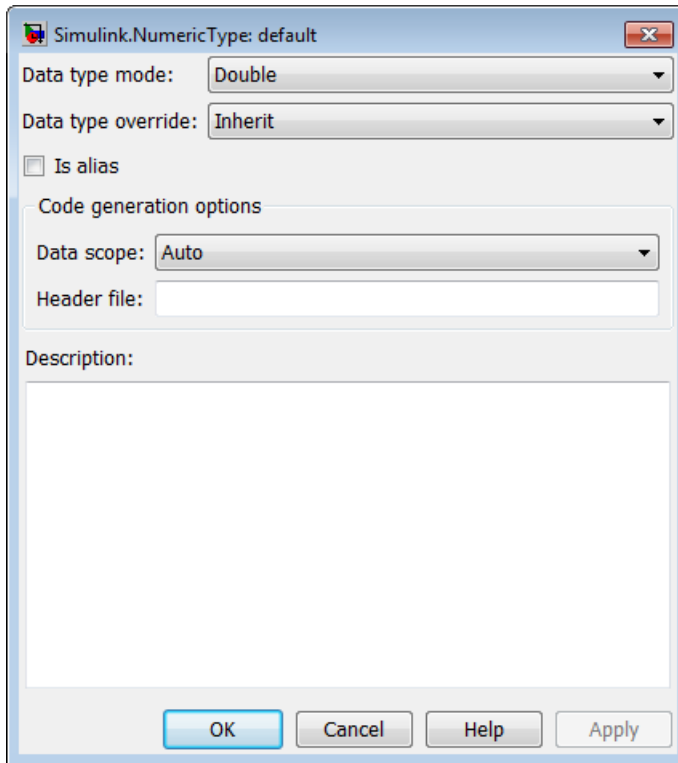 Simulink.NumericType: default
Data type mode: Double
Data type override: Inherit
Is alias
Code generation options
Data scope: Auto
Header file:
Description:
OK Cancel Help Apply